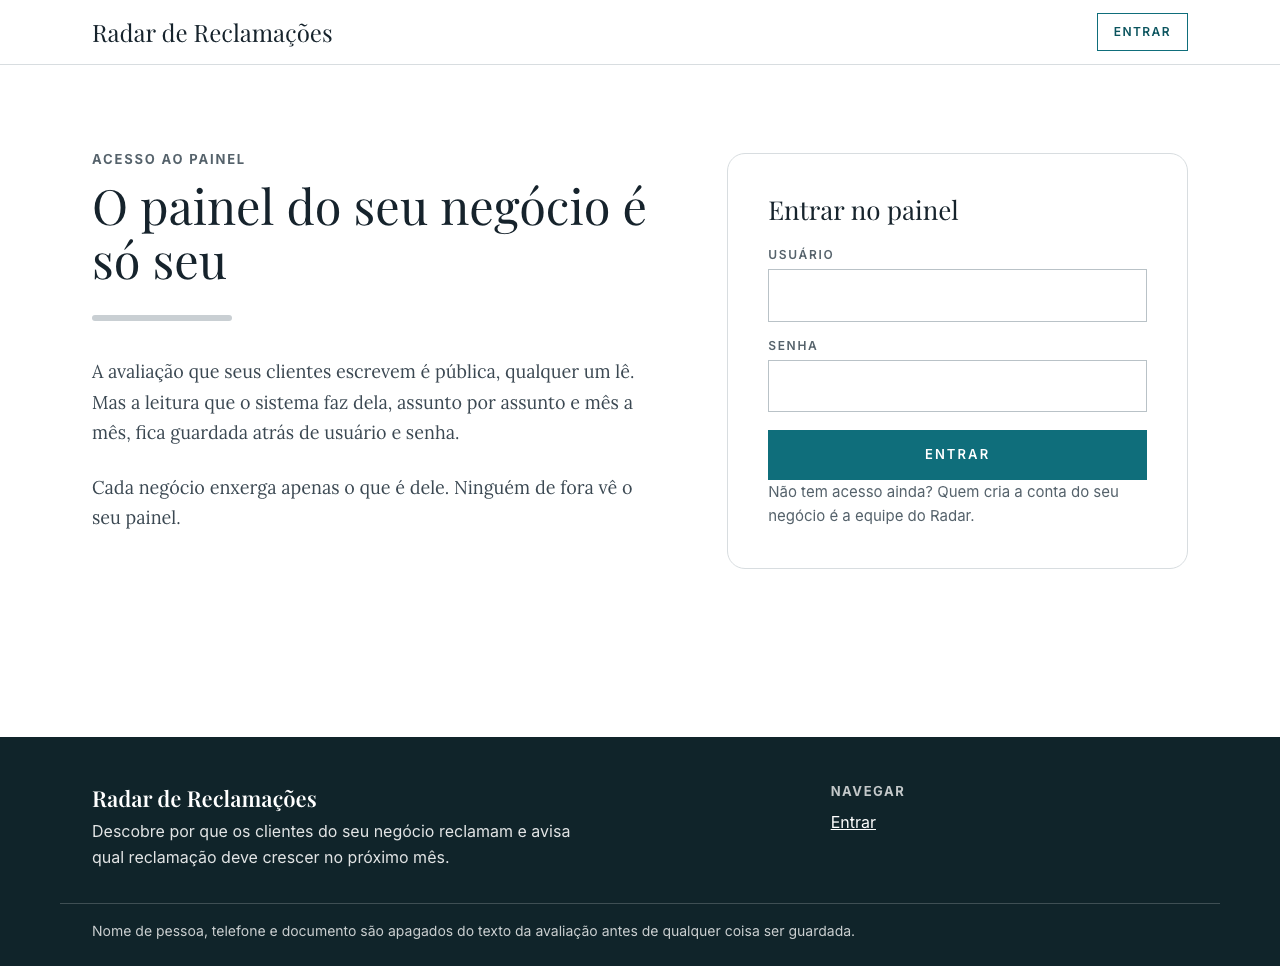 Radar de Reclamações
ENTRAR
ACESSO AO PAINEL
O painel do seu negócio é
só seu
A avaliação que seus clientes escrevem é pública, qualquer um lê.
Mas a leitura que o sistema faz dela, assunto por assunto e mês a
mês, fica guardada atrás de usuário e senha.
Cada negócio enxerga apenas o que é dele. Ninguém de fora vê o
seu painel.
Entrar no painel
USUÁRIO
SENHA
ENTRAR
Não tem acesso ainda? Quem cria a conta do seu
negócio é a equipe do Radar.
Radar de Reclamações
Descobre por que os clientes do seu negócio reclamam e avisa
qual reclamação deve crescer no próximo mês.
NAVEGAR
Entrar
Nome de pessoa, telefone e documento são apagados do texto da avaliação antes de qualquer coisa ser guardada.